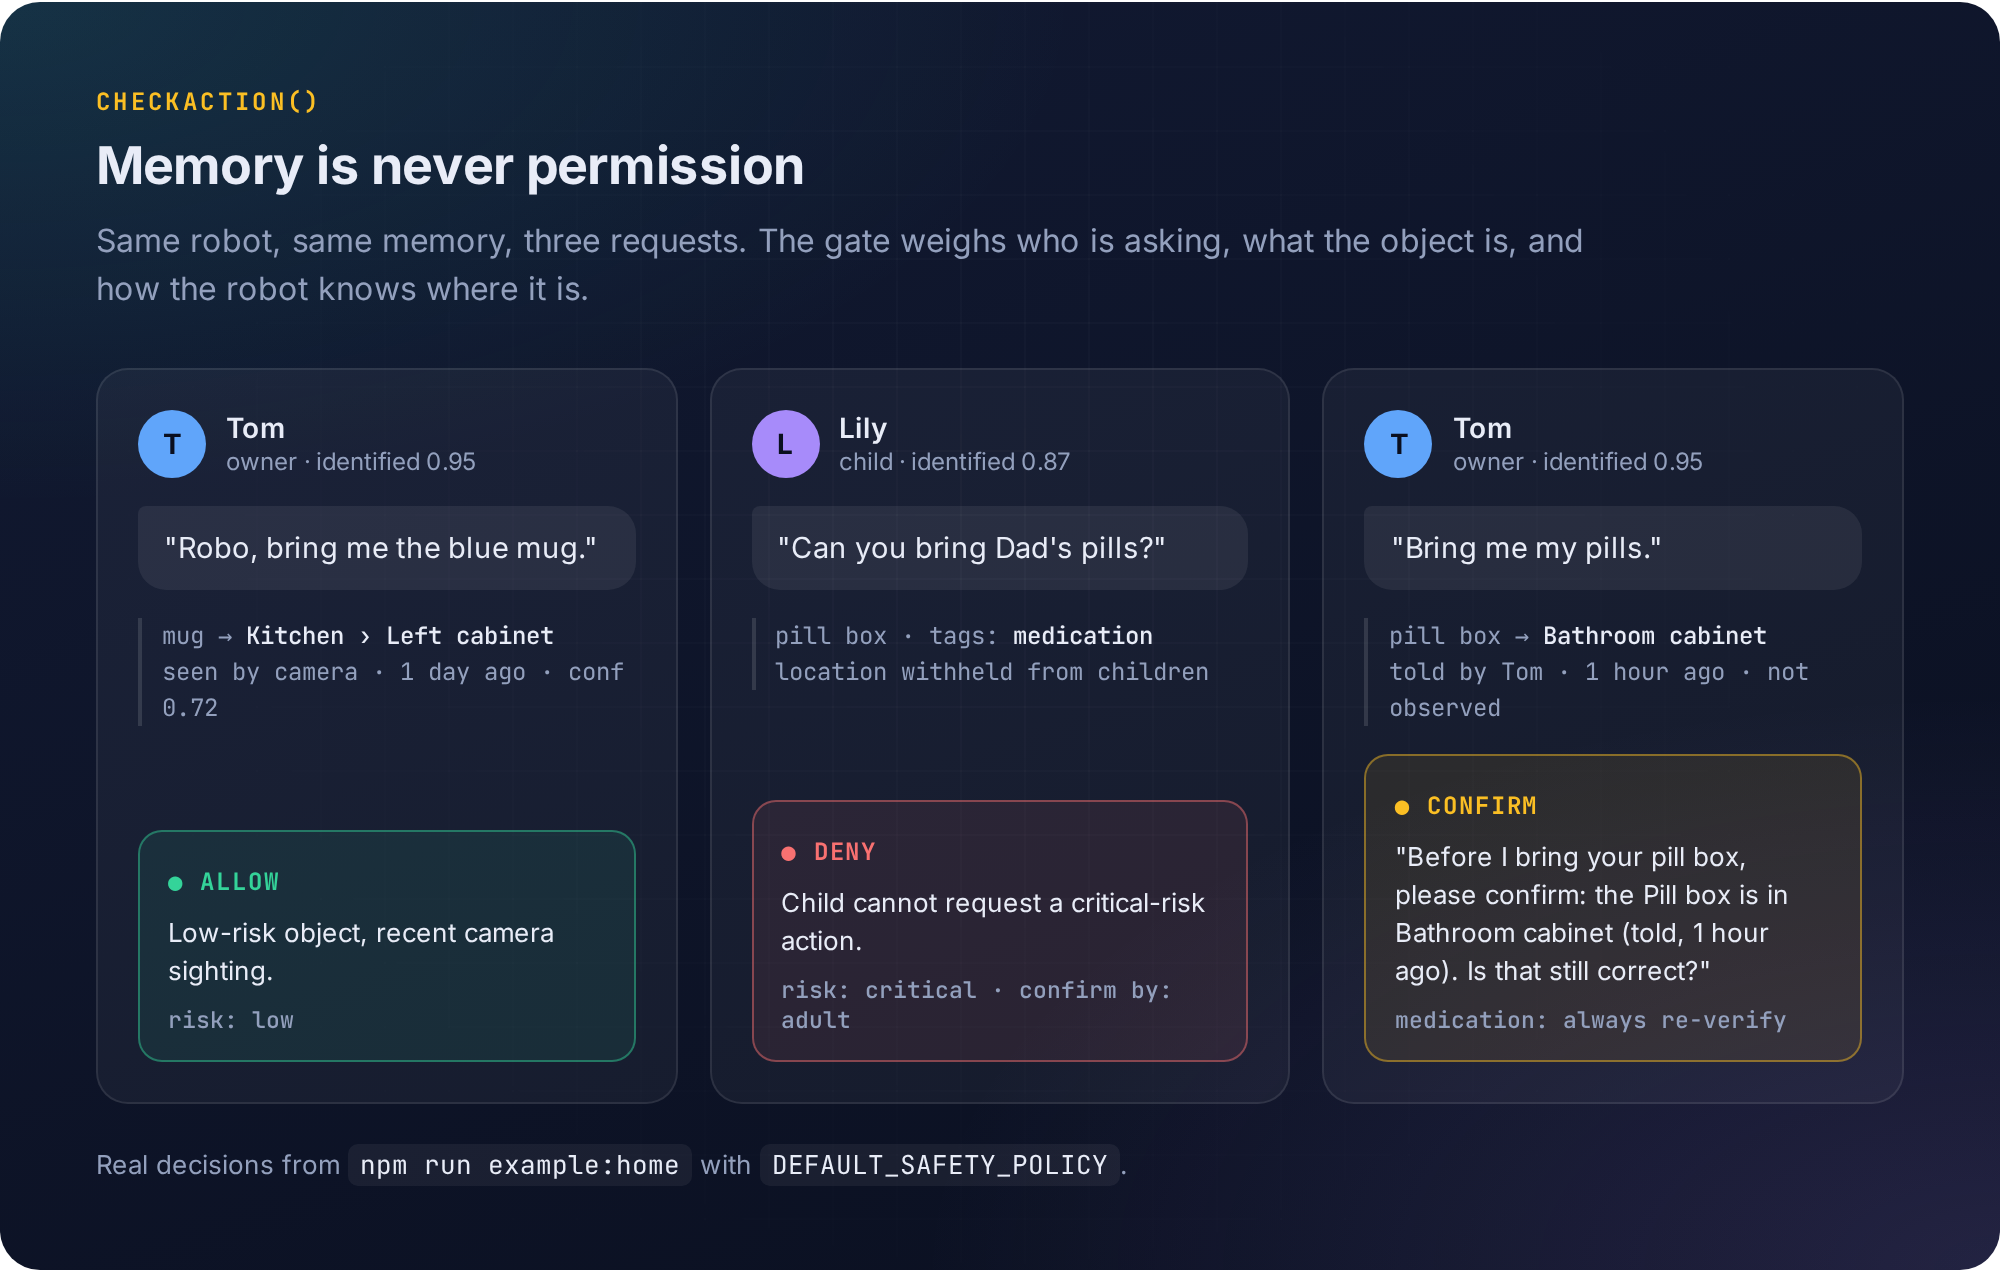 CHECKACTION()
Memory is never permission
Same robot, same memory, three requests. The gate weighs who is asking, what the object is, and
how the robot knows where it is.
T
Tom
owner · identified 0.95
"Robo, bring me the blue mug."
mug → Kitchen › Left cabinet
seen by camera · 1 day ago · conf
0.72
● ALLOW
Low-risk object, recent camera
sighting.
risk: low
L
Lily
child · identified 0.87
"Can you bring Dad's pills?"
pill box · tags: medication
location withheld from children
● DENY
Child cannot request a critical-risk
action.
risk: critical · confirm by:
adult
T
Tom
owner · identified 0.95
"Bring me my pills."
pill box → Bathroom cabinet
told by Tom · 1 hour ago · not
observed
● CONFIRM
"Before I bring your pill box,
please confirm: the Pill box is in
Bathroom cabinet (told, 1 hour
ago). Is that still correct?"
medication: always re-verify
Real decisions from npm run example:home with DEFAULT_SAFETY_POLICY.